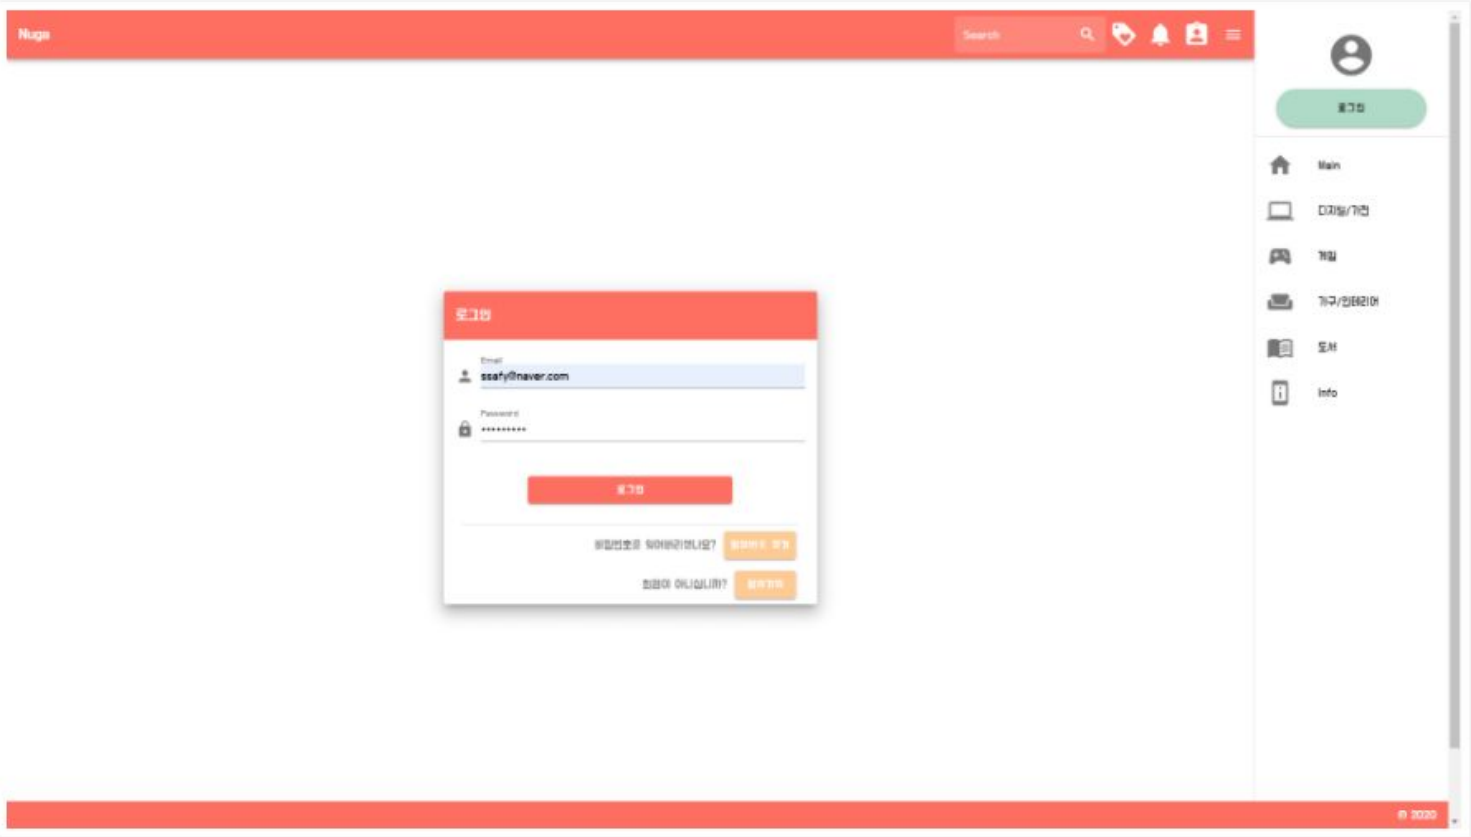 Nuga
Search
로그인
Main
디지털/가전
게임
가구/인테리어
도서
Info
로그인
Email
ssafy@naver.com
Password
•••••••••
로그인
비밀번호를 잊어버리셨나요?
회원이 아니십니까?
© 2020